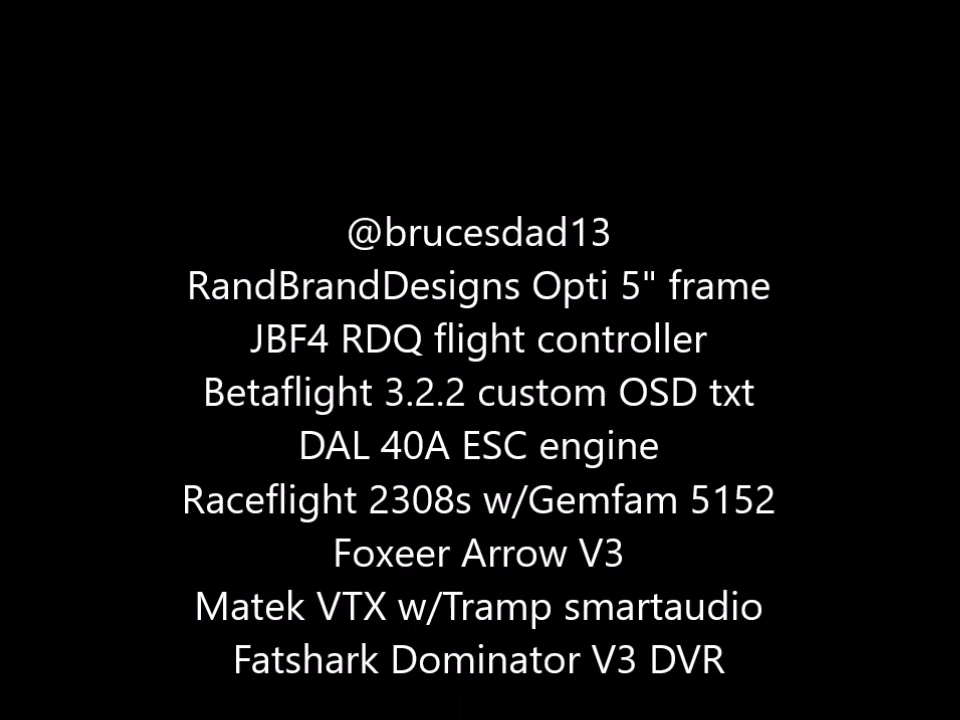 @brucesdad13
RandBrandDesigns Opti 5" frame
JBF4 RDQ flight controller
Betaflight 3.2.2 custom OSD txt
DAL 40A ESC engine
Raceflight 2308s w/Gemfam 5152
Foxeer Arrow V3
Matek VTX w/Tramp smartaudio
Fatshark Dominator V3 DVR